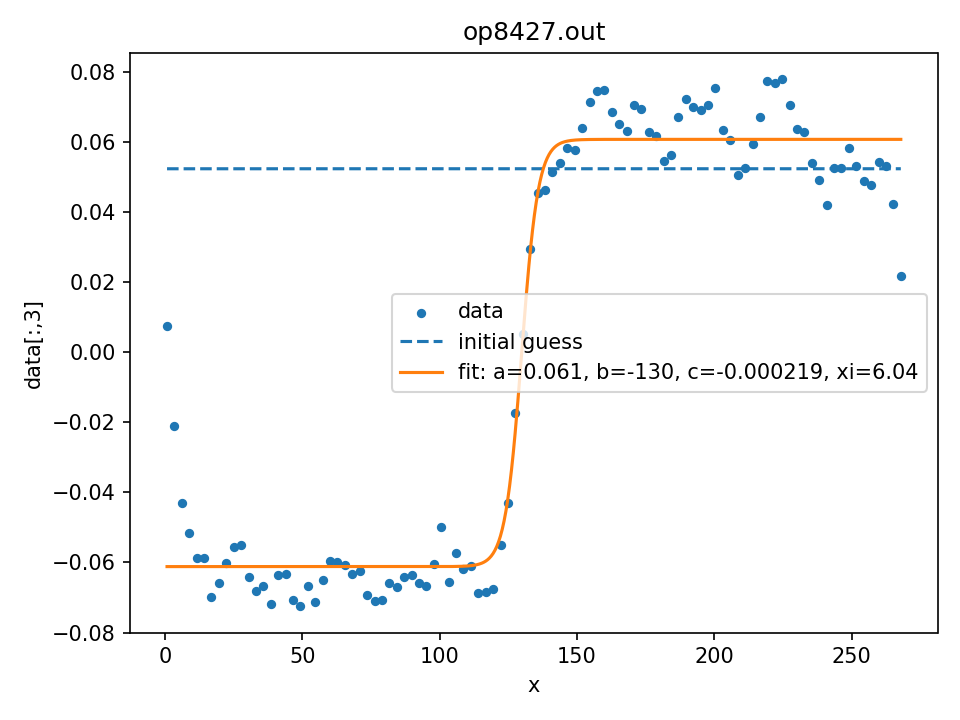 op8427.out
0.08
0.06
0.04
0.02
0.00
−0.02
−0.04
−0.06
−0.08
data[:,3]
data
initial guess
fit: a=0.061, b=-130, c=-0.000219, xi=6.04
0 50 100 150 200 250
x